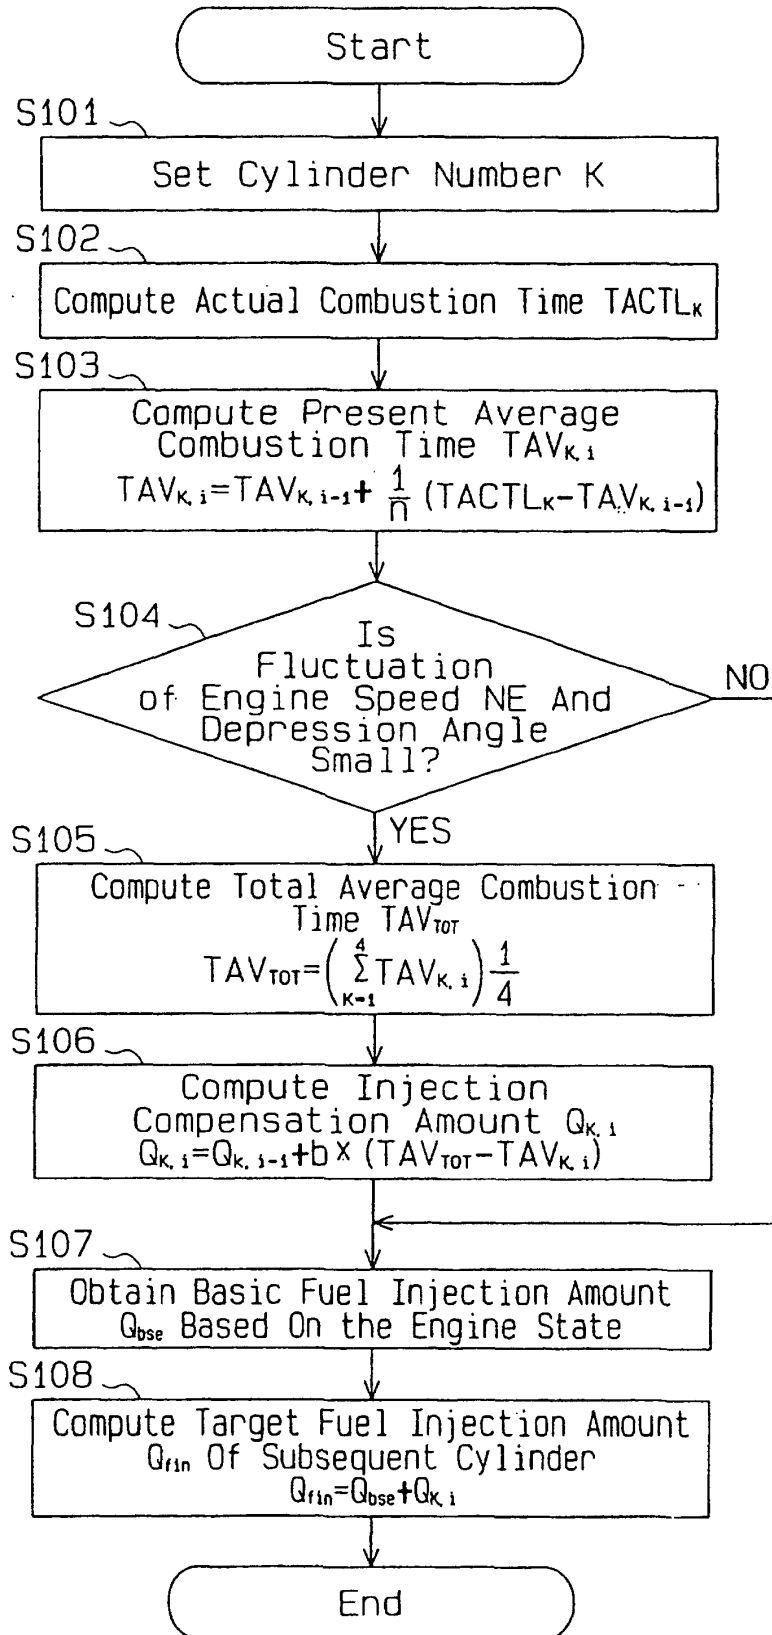 Start
S101
Set Cylinder Number K
S102
Compute Actual Combustion Time TACTLK
S103
Compute Present Average
Combustion Time TAVK, i
TAVK, i=TAVK, i-1+ 1/n (TACTLK-TAVK, i-1)
S104
Is
Fluctuation
of Engine Speed NE And
Depression Angle
Small?
NO
YES
S105
Compute Total Average Combustion
Time TAVTOT
TAVTOT=(4ΣK=1 TAVK, i) 1/4
S106
Compute Injection
Compensation Amount QK, i
QK, i=Qk, i-1+b×(TAVTOT-TAVK, i)
S107
Obtain Basic Fuel Injection Amount
Qbse Based On the Engine State
S108
Compute Target Fuel Injection Amount
Qfin Of Subsequent Cylinder
Qfin=Qbse+QK, i
End